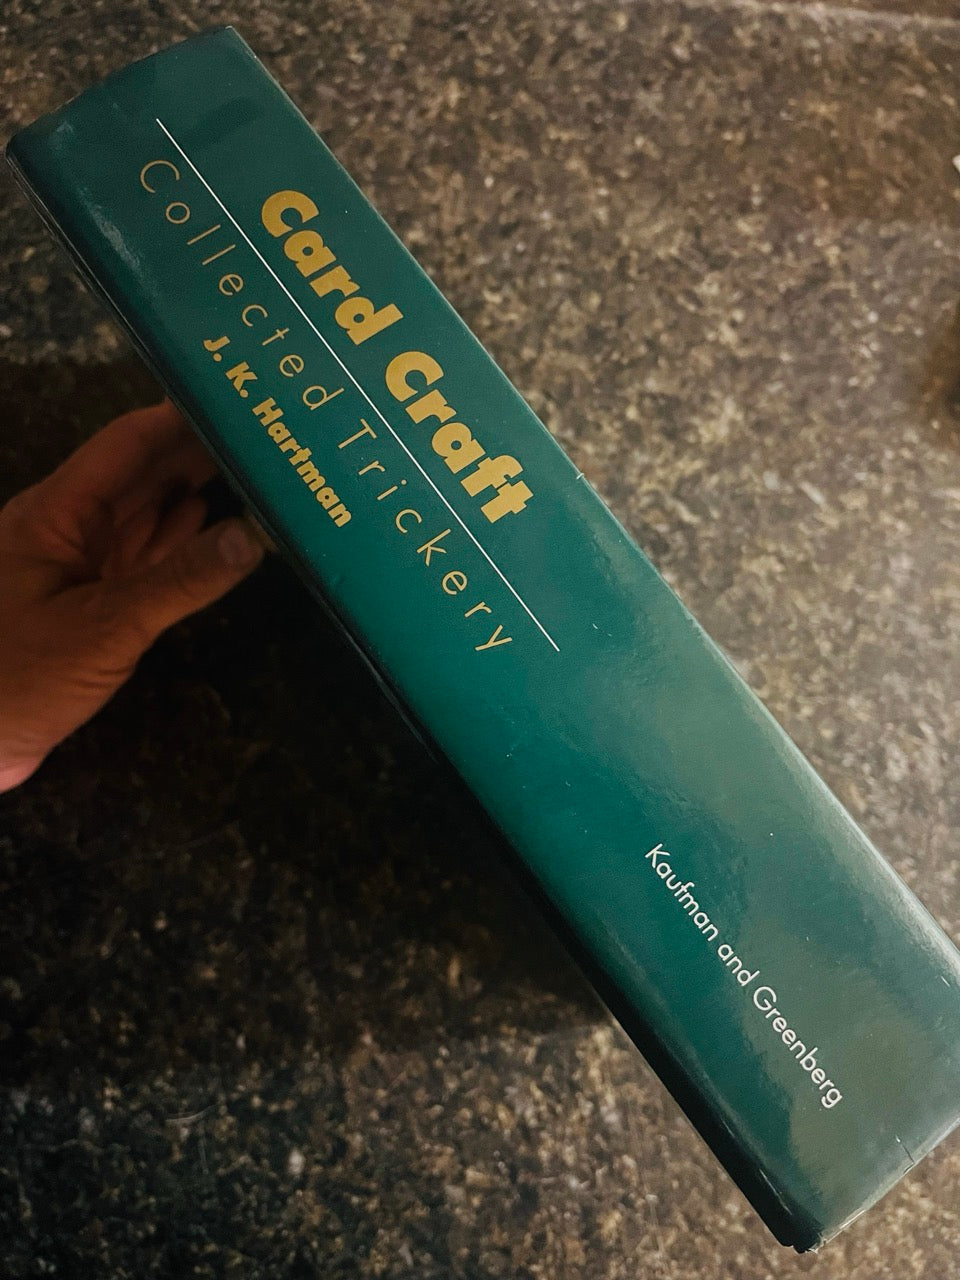 Card Craft
Collected Trickery
J. K. Hartman
Kaufman and Greenberg